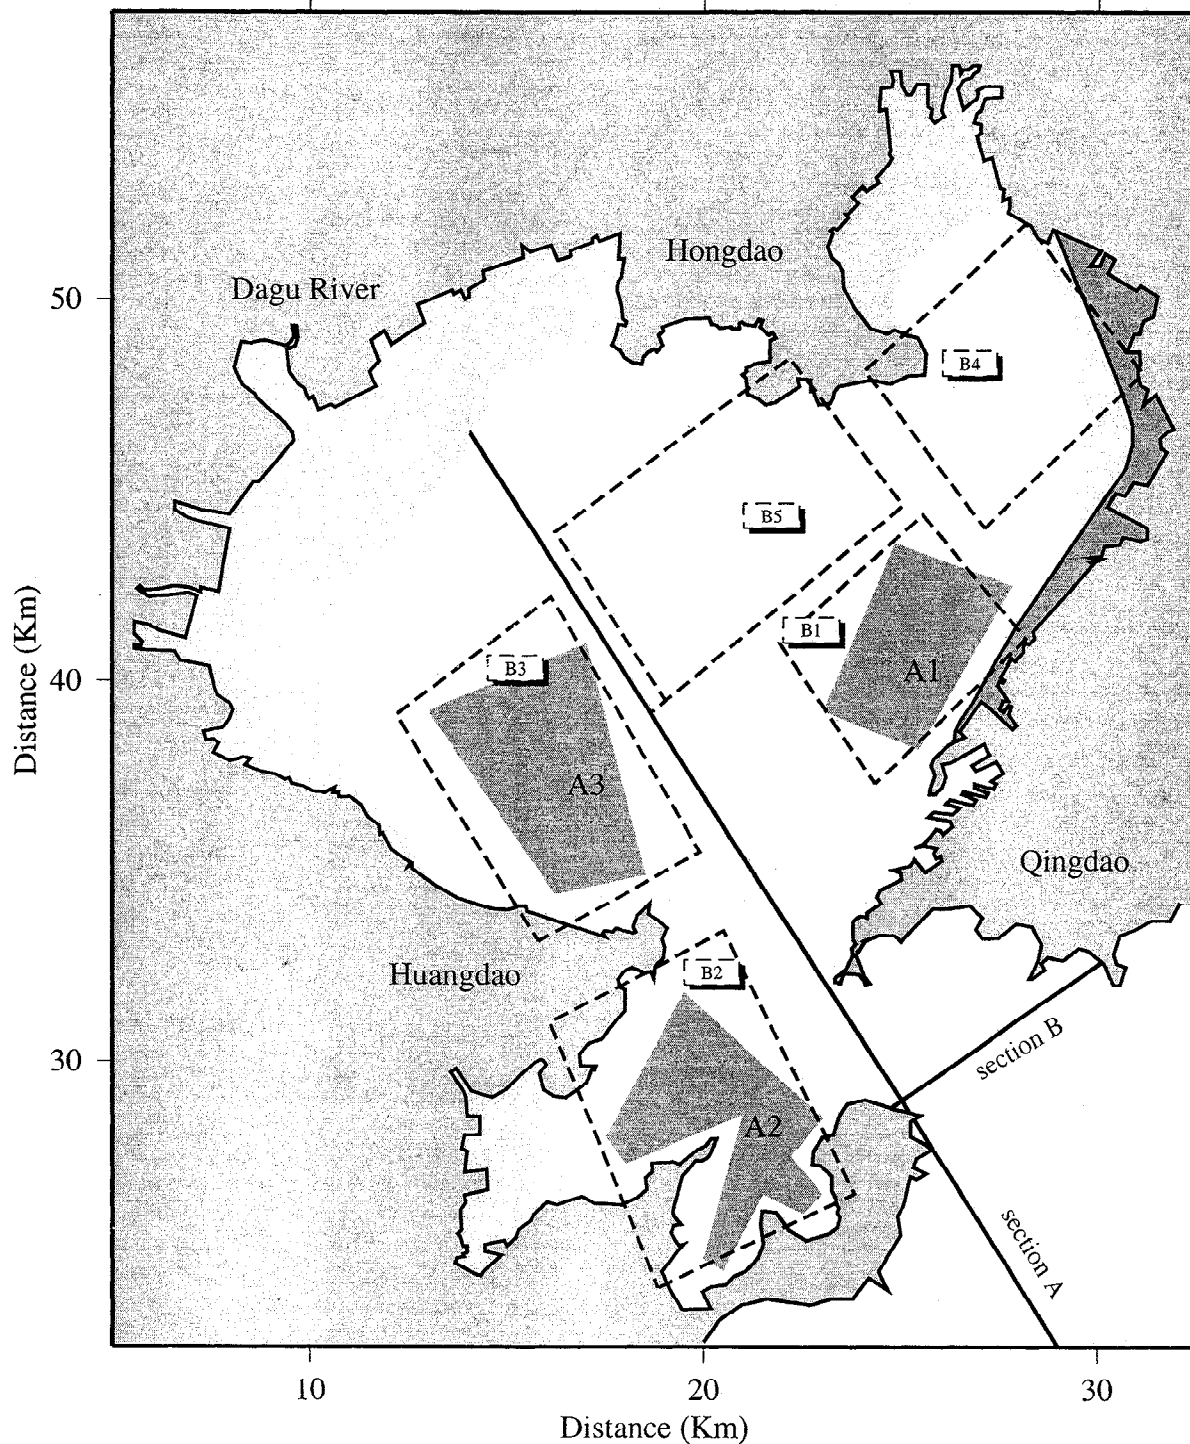 Hongdao
Dagu River
50
B4
B5
B1
B3
40
A1
A3
Distance (Km)
Qingdao
Huangdao
B2
section B
30
A2
section A
10
20
30
Distance (Km)